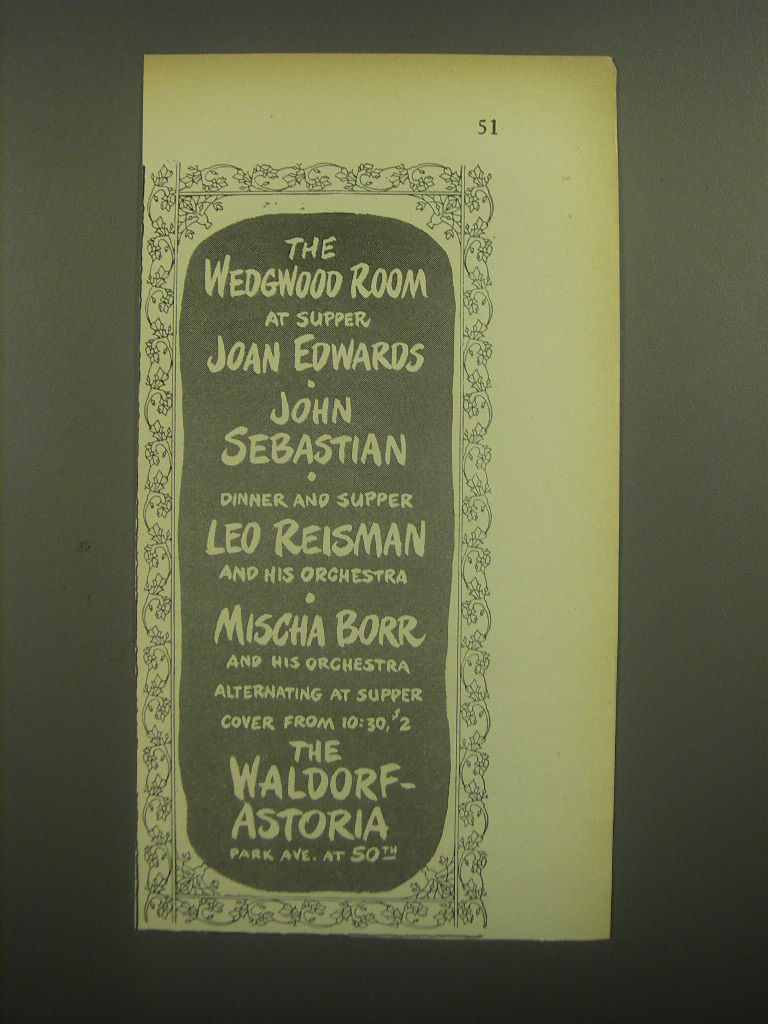 51
THE
WEDGWOOD ROOM
AT SUPPER
JOAN EDWARDS
•
JOHN
SEBASTIAN
•
DINNER AND SUPPER
LEO REISMAN
AND HIS ORCHESTRA
•
MISCHA BORR
AND HIS ORCHESTRA
ALTERNATING AT SUPPER
COVER FROM 10:30, $2
THE
WALDORF-
ASTORIA
PARK AVE. AT 50TH